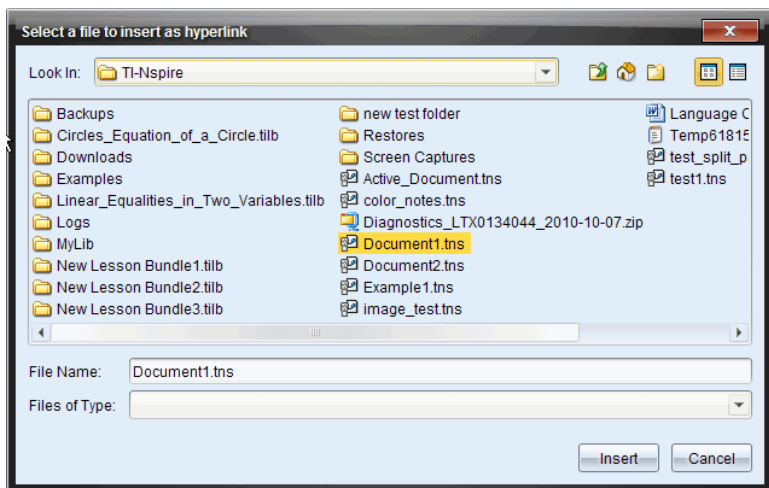 Select a file to insert as hyperlink
Look In: TI-Nspire
Backups
Circles_Equation_of_a_Circle.tilb
Downloads
Examples
Linear_Equalities_in_Two_Variables.tilb
Logs
MyLib
New Lesson Bundle1.tilb
New Lesson Bundle2.tilb
New Lesson Bundle3.tilb
new test folder
Restores
Screen Captures
Active_Document.tns
color_notes.tns
Diagnostics_LTX0134044_2010-10-07.zip
Document1.tns
Document2.tns
Example1.tns
image_test.tns
Language C
Temp61815
test_split_p
test1.tns
File Name: Document1.tns
Files of Type:
Insert Cancel